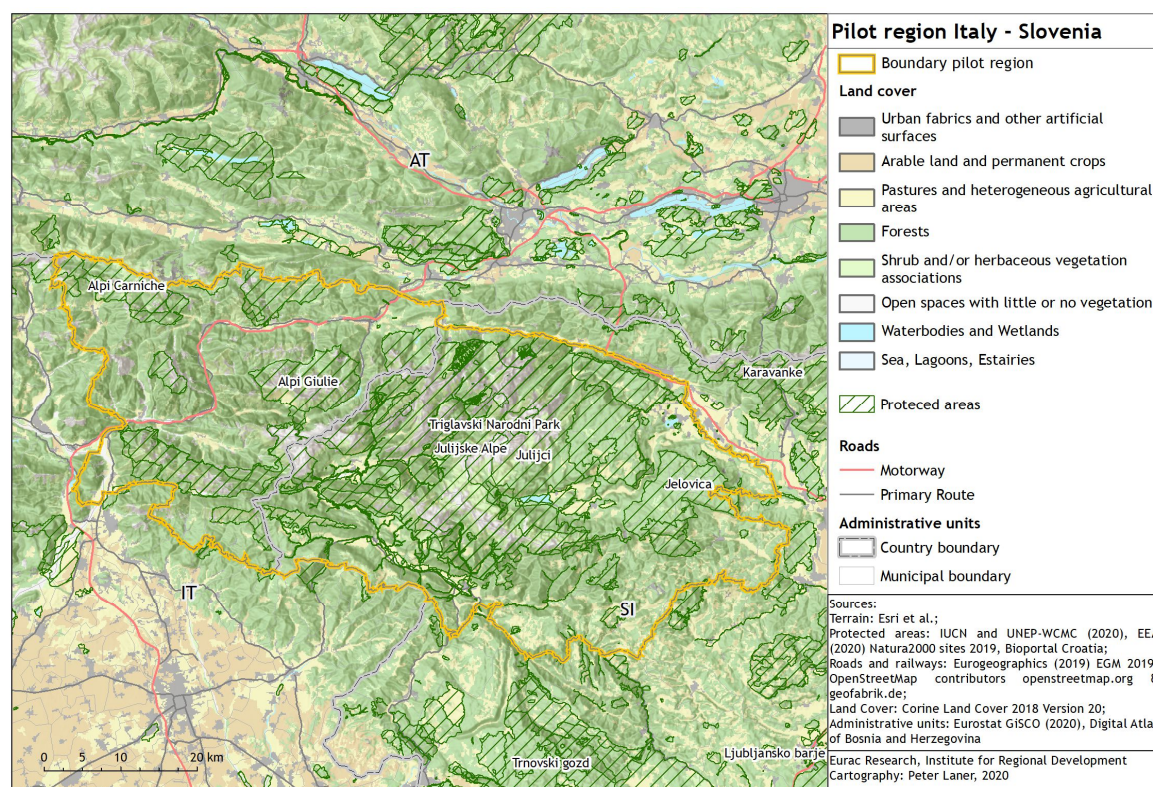 Pilot region Italy - Slovenia
Boundary pilot region
Land cover
Urban fabrics and other artificial
surfaces
Arable land and permanent crops
Pastures and heterogeneous agricultural
areas
Forests
Shrub and/or herbaceous vegetation
associations
Open spaces with little or no vegetation
Waterbodies and Wetlands
Sea, Lagoons, Estairies
Proteced areas
Roads
Motorway
Primary Route
Administrative units
Country boundary
Municipal boundary
Sources:
Terrain: Esri et al.;
Protected areas: IUCN and UNEP-WCMC (2020), EEA
(2020) Natura2000 sites 2019, Bioportal Croatia;
Roads and railways: Eurogeographics (2019) EGM 2019
OpenStreetMap contributors openstreetmap.org &
geofabrik.de;
Land Cover: Corine Land Cover 2018 Version 20;
Administrative units: Eurostat GiSCO (2020), Digital Atla
of Bosnia and Herzegovina
Eurac Research, Institute for Regional Development
Cartography: Peter Laner, 2020
AT
Alpi Carniche
Alpi Giulie
Karavanke
Triglavski Narodni Park
Julijske Alpe
Julijci
Jelovica
IT
SI
Trnovski gozd
Ljubljansko barje
0 5 10 20 km